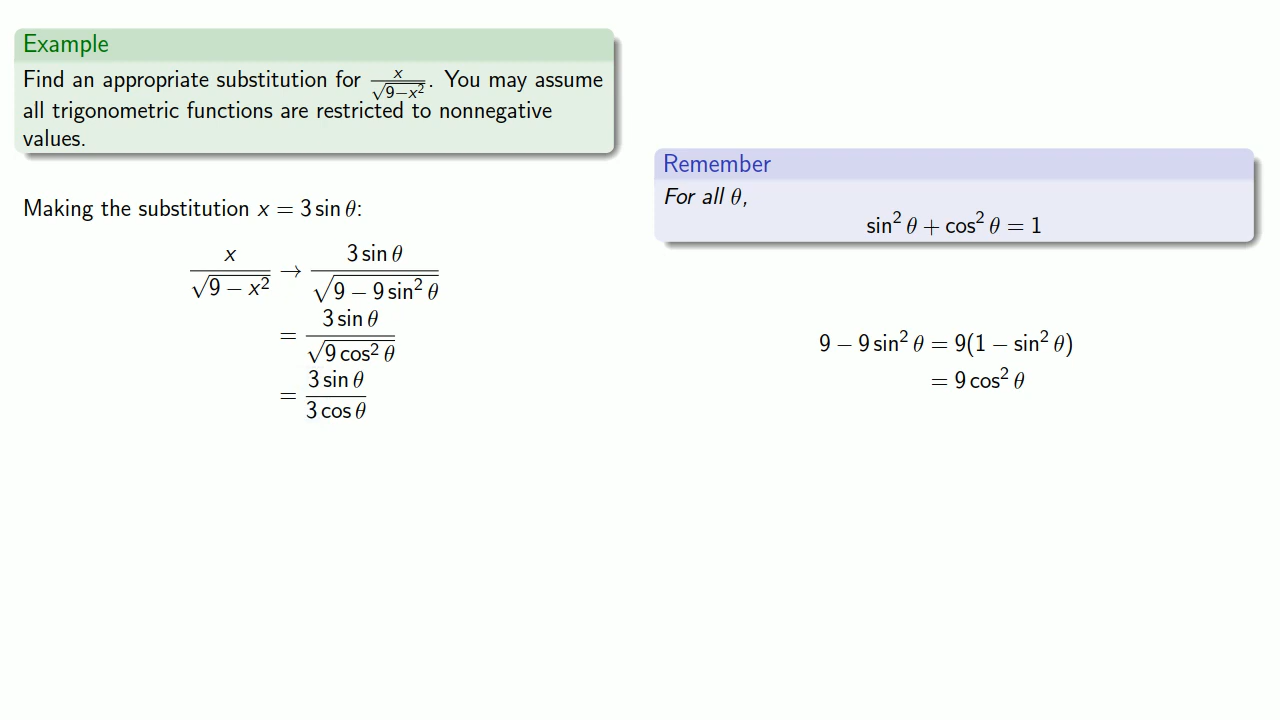 Example
Find an appropriate substitution for x/√(9−x²). You may assume
all trigonometric functions are restricted to nonnegative
values.
Making the substitution x = 3 sin θ:
x/√(9 − x²) → 3 sin θ/√(9 − 9 sin² θ)
= 3 sin θ/√(9 cos² θ)
= 3 sin θ/3 cos θ
Remember
For all θ,
sin² θ + cos² θ = 1
9 − 9 sin² θ = 9(1 − sin² θ)
= 9 cos² θ